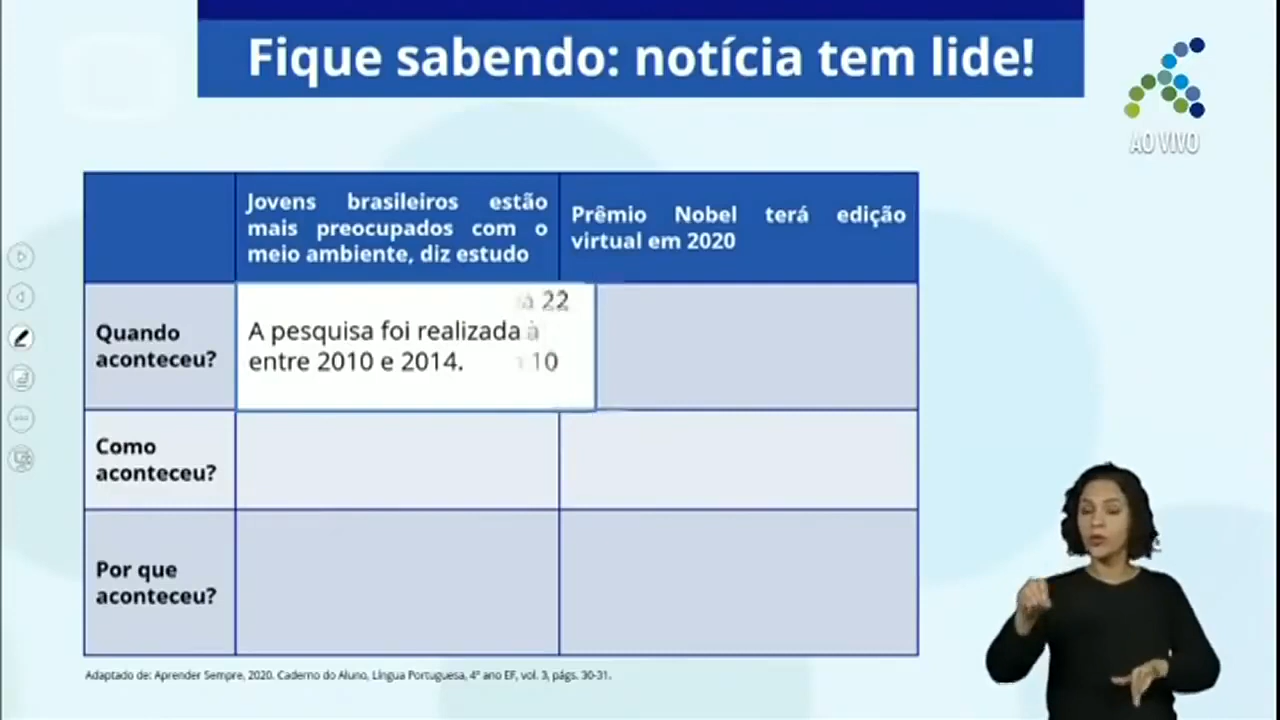 Fique sabendo: notícia tem lide!
AO VIVO
Jovens brasileiros estão
mais preocupados com o
meio ambiente, diz estudo
Prêmio Nobel terá edição
virtual em 2020
Quando
aconteceu?
à 22
A pesquisa foi realizada à
entre 2010 e 2014. 10
Como
aconteceu?
Por que
aconteceu?
Adaptado de: Aprender Sempre, 2020. Caderno do Aluno, Língua Portuguesa, 4º ano EF, vol. 3, págs. 30-31.